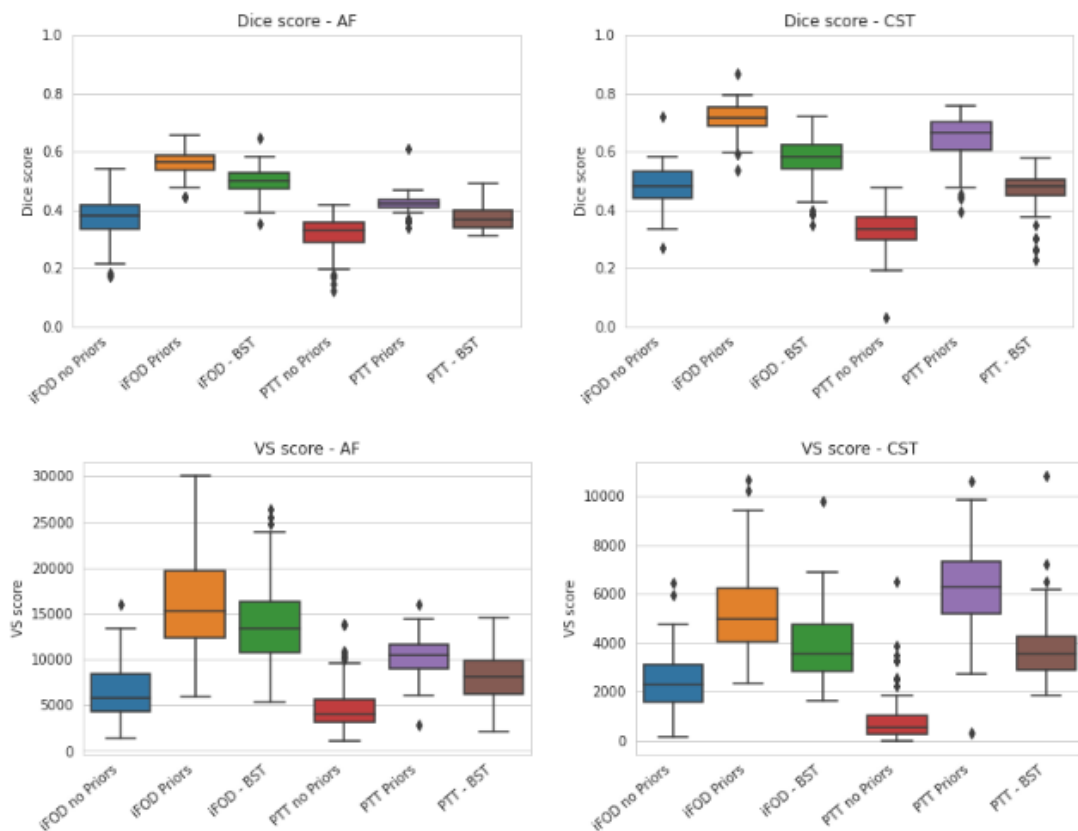 Dice score - AF
Dice score
1.0
0.8
0.6
0.4
0.2
0.0
iFOD no Priors
iFOD Priors
iFOD - BST
PTT no Priors
PTT Priors
PTT - BST
Dice score - CST
Dice score
1.0
0.8
0.6
0.4
0.2
0.0
iFOD no Priors
iFOD Priors
iFOD - BST
PTT no Priors
PTT Priors
PTT - BST
VS score - AF
VS score
30000
25000
20000
15000
10000
5000
0
iFOD no Priors
iFOD Priors
iFOD - BST
PTT no Priors
PTT Priors
PTT - BST
VS score - CST
VS score
10000
8000
6000
4000
2000
0
iFOD no Priors
iFOD Priors
iFOD - BST
PTT no Priors
PTT Priors
PTT - BST